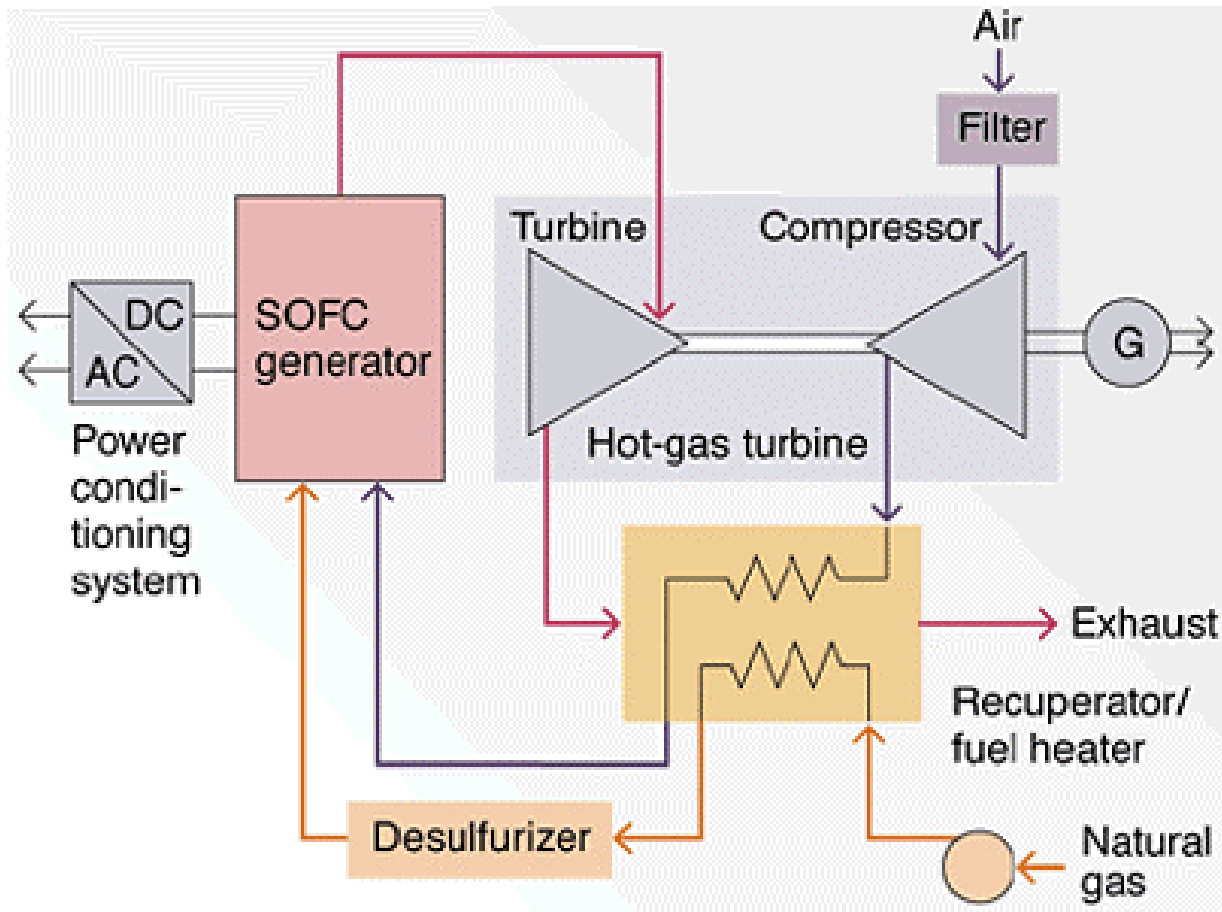 Air
Filter
Turbine
Compressor
DC
AC
SOFC
generator
G
Power
condi-
tioning
system
Hot-gas turbine
Exhaust
Recuperator/
fuel heater
Desulfurizer
Natural
gas